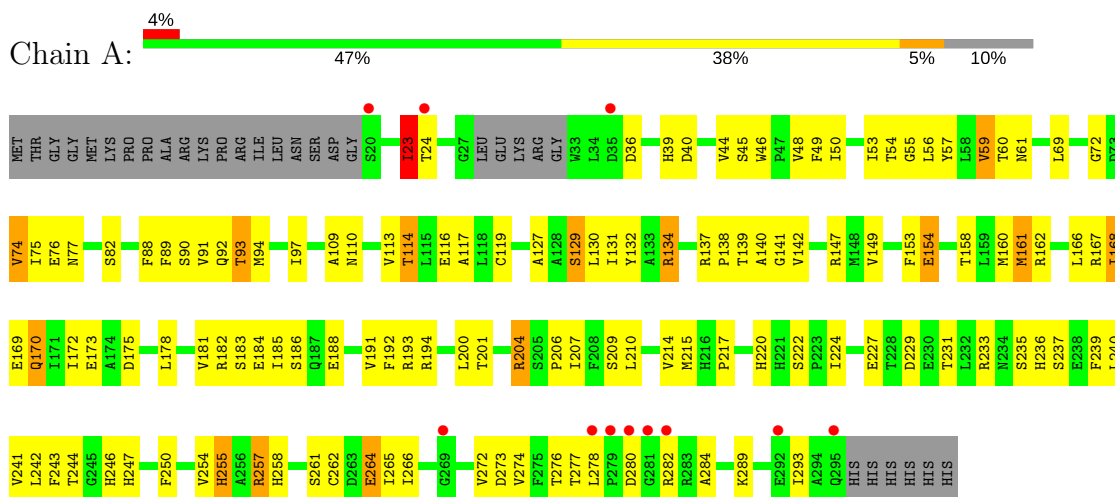 4%
Chain A:
47% 38% 5% 10%
MET THR GLY GLY MET LYS PRO PRO ALA ARG LYS PRO ARG ILE LEU ASN SER ASP GLY S20 I23 T24 G27 LEU GLU LYS ARG GLY W33 L34 D35 D36 H39 D40 V44 S45 W46 P47 V48 F49 I50 I53 T54 G55 L56 Y57 L58 V59 T60 N61 L69 G72 D73
V74 I75 E76 N77 S82 F88 F89 S90 V91 Q92 T93 M94 I97 A109 N110 V113 T114 L115 E116 A117 L118 C119 A127 A128 S129 L130 I131 Y132 A133 R134 R137 P138 T139 A140 G141 V142 R147 M148 V149 F153 E154 T158 L159 M160 M161 R162 L166 R167 I168
E169 Q170 I171 I172 E173 A174 D175 L178 V181 R182 S183 E184 I185 S186 Q187 E188 V191 F192 R193 R194 L200 T201 R204 S205 P206 I207 F208 S209 L210 V214 M215 H216 P217 H220 H221 S222 P223 I224 E227 T228 D229 E230 T231 L232 R233 N234 S235 H236 S237 E238 F239 L240
V241 L242 F243 T244 G245 H246 H247 F250 V254 H255 A256 R257 H258 S261 C262 D263 E264 I265 I266 G269 V272 D273 V274 F275 T276 T277 L278 P279 D280 G281 R282 R283 A284 K289 E292 I293 A294 Q295 HIS HIS HIS HIS HIS HIS